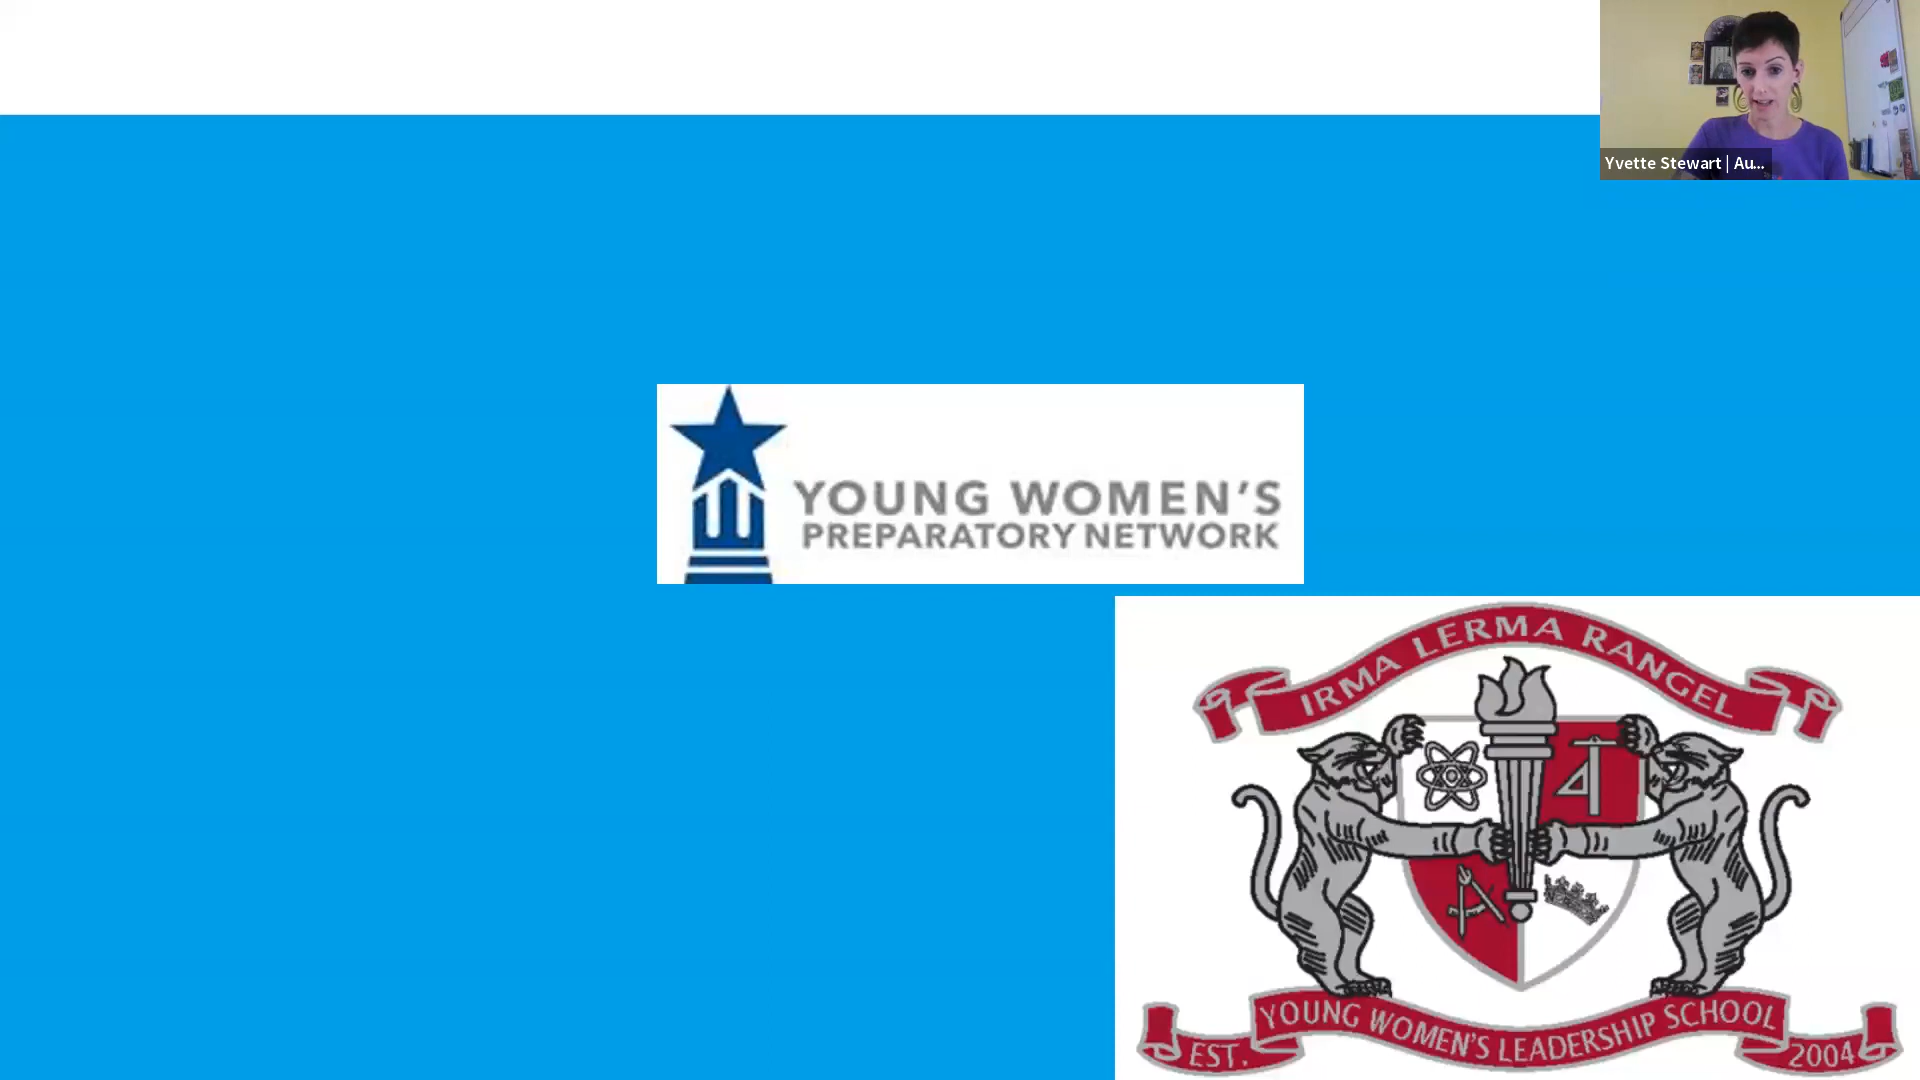 Yvette Stewart | Au...
YOUNG WOMEN'S
PREPARATORY NETWORK
IRMA LERMA RANGEL
YOUNG WOMEN'S LEADERSHIP SCHOOL
EST. 2004